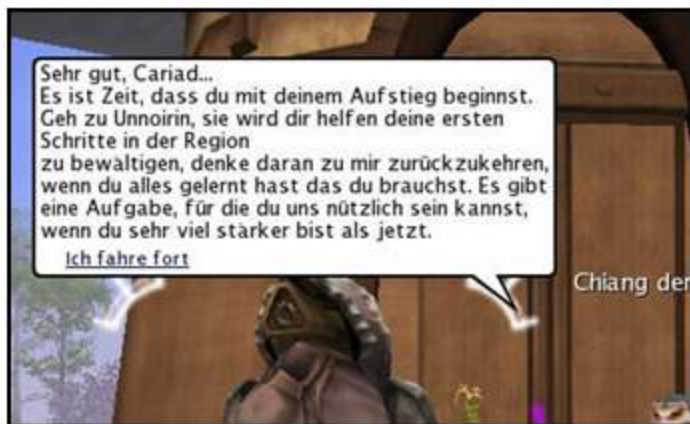 Sehr gut, Cariad...
Es ist Zeit, dass du mit deinem Aufstieg beginnst.
Geh zu Unnoirin, sie wird dir helfen deine ersten
Schritte in der Region
zu bewältigen, denke daran zu mir zurückzukehren,
wenn du alles gelernt hast das du brauchst. Es gibt
eine Aufgabe, für die du uns nützlich sein kannst,
wenn du sehr viel stärker bist als jetzt.
Ich fahre fort
Chiang der